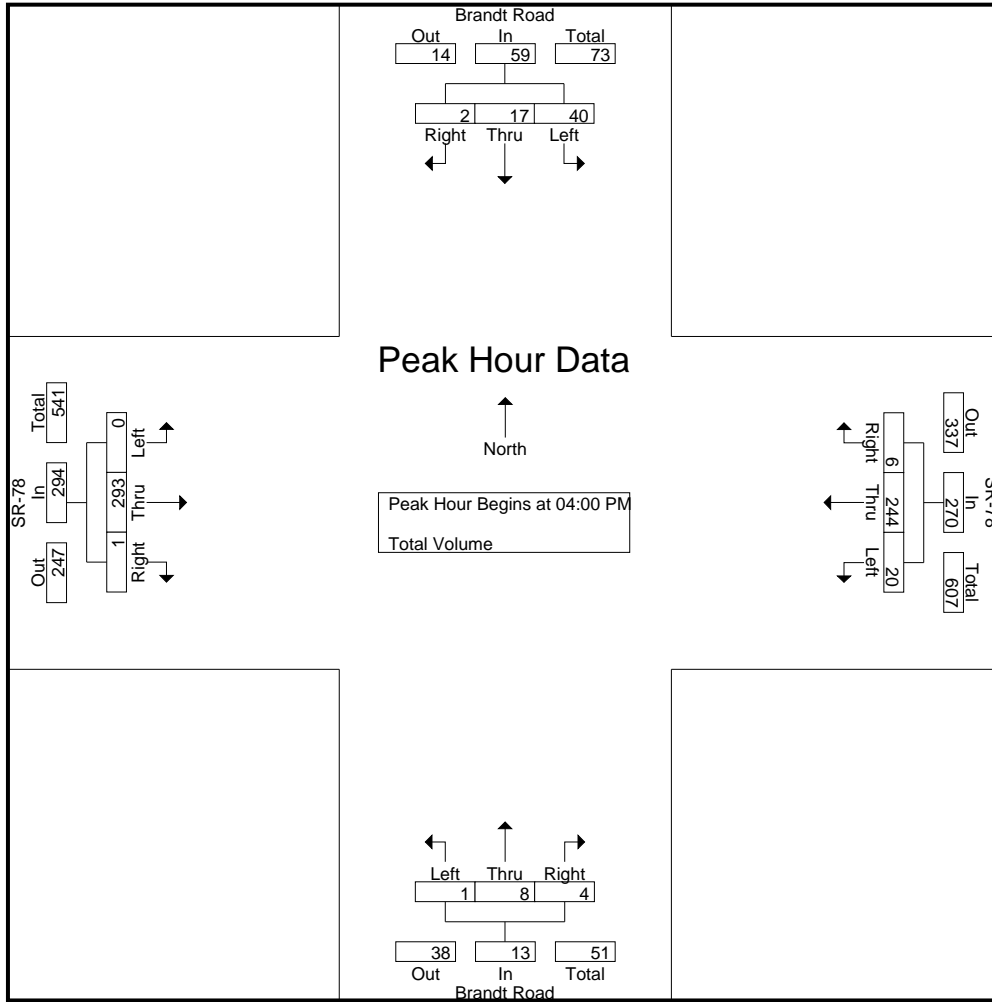 Brandt Road
Out In Total
14 59 73
2 17 40
Right Thru Left
Peak Hour Data
North
Peak Hour Begins at 04:00 PM
Total Volume
SR-78
Total In Out
541 294 247
0 293 1
Left Thru Right
Right Thru Left
6 244 20
Out In Total
337 270 607
SR-78
Left Thru Right
1 8 4
38 13 51
Out In Total
Brandt Road